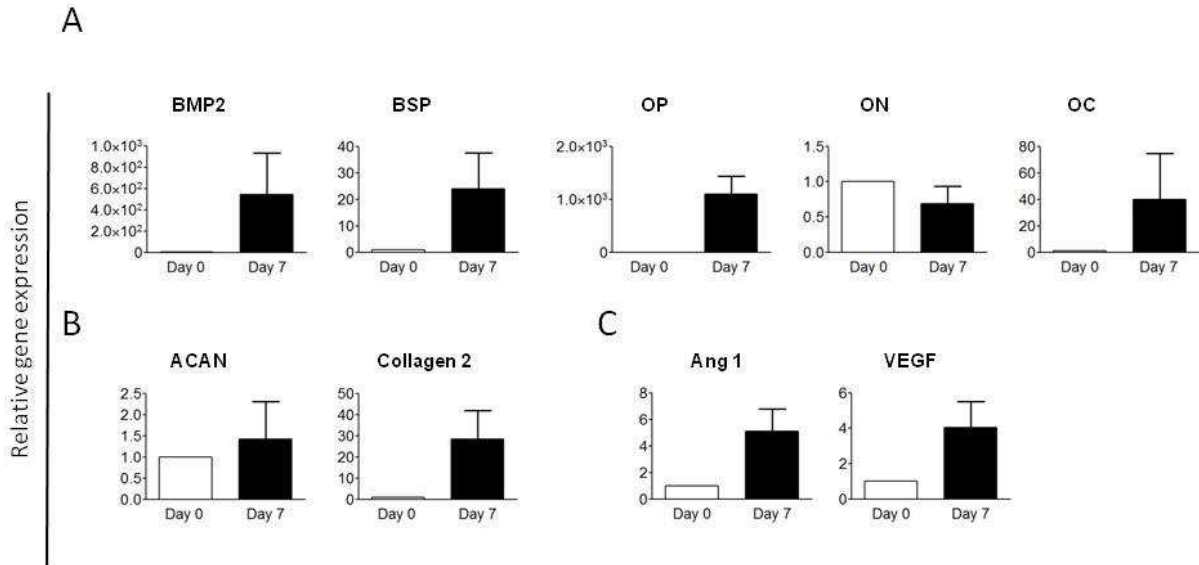 A
Relative gene expression
BMP2
1.0×10³
8.0×10²
6.0×10²
4.0×10²
2.0×10²
0
Day 0 Day 7
BSP
40
30
20
10
0
Day 0 Day 7
OP
2.0×10³
1.0×10³
0
Day 0 Day 7
ON
1.5
1.0
0.5
0.0
Day 0 Day 7
OC
80
60
40
20
0
Day 0 Day 7
B
ACAN
2.5
2.0
1.5
1.0
0.5
0.0
Day 0 Day 7
Collagen 2
50
40
30
20
10
0
Day 0 Day 7
C
Ang 1
8
6
4
2
0
Day 0 Day 7
VEGF
6
4
2
0
Day 0 Day 7